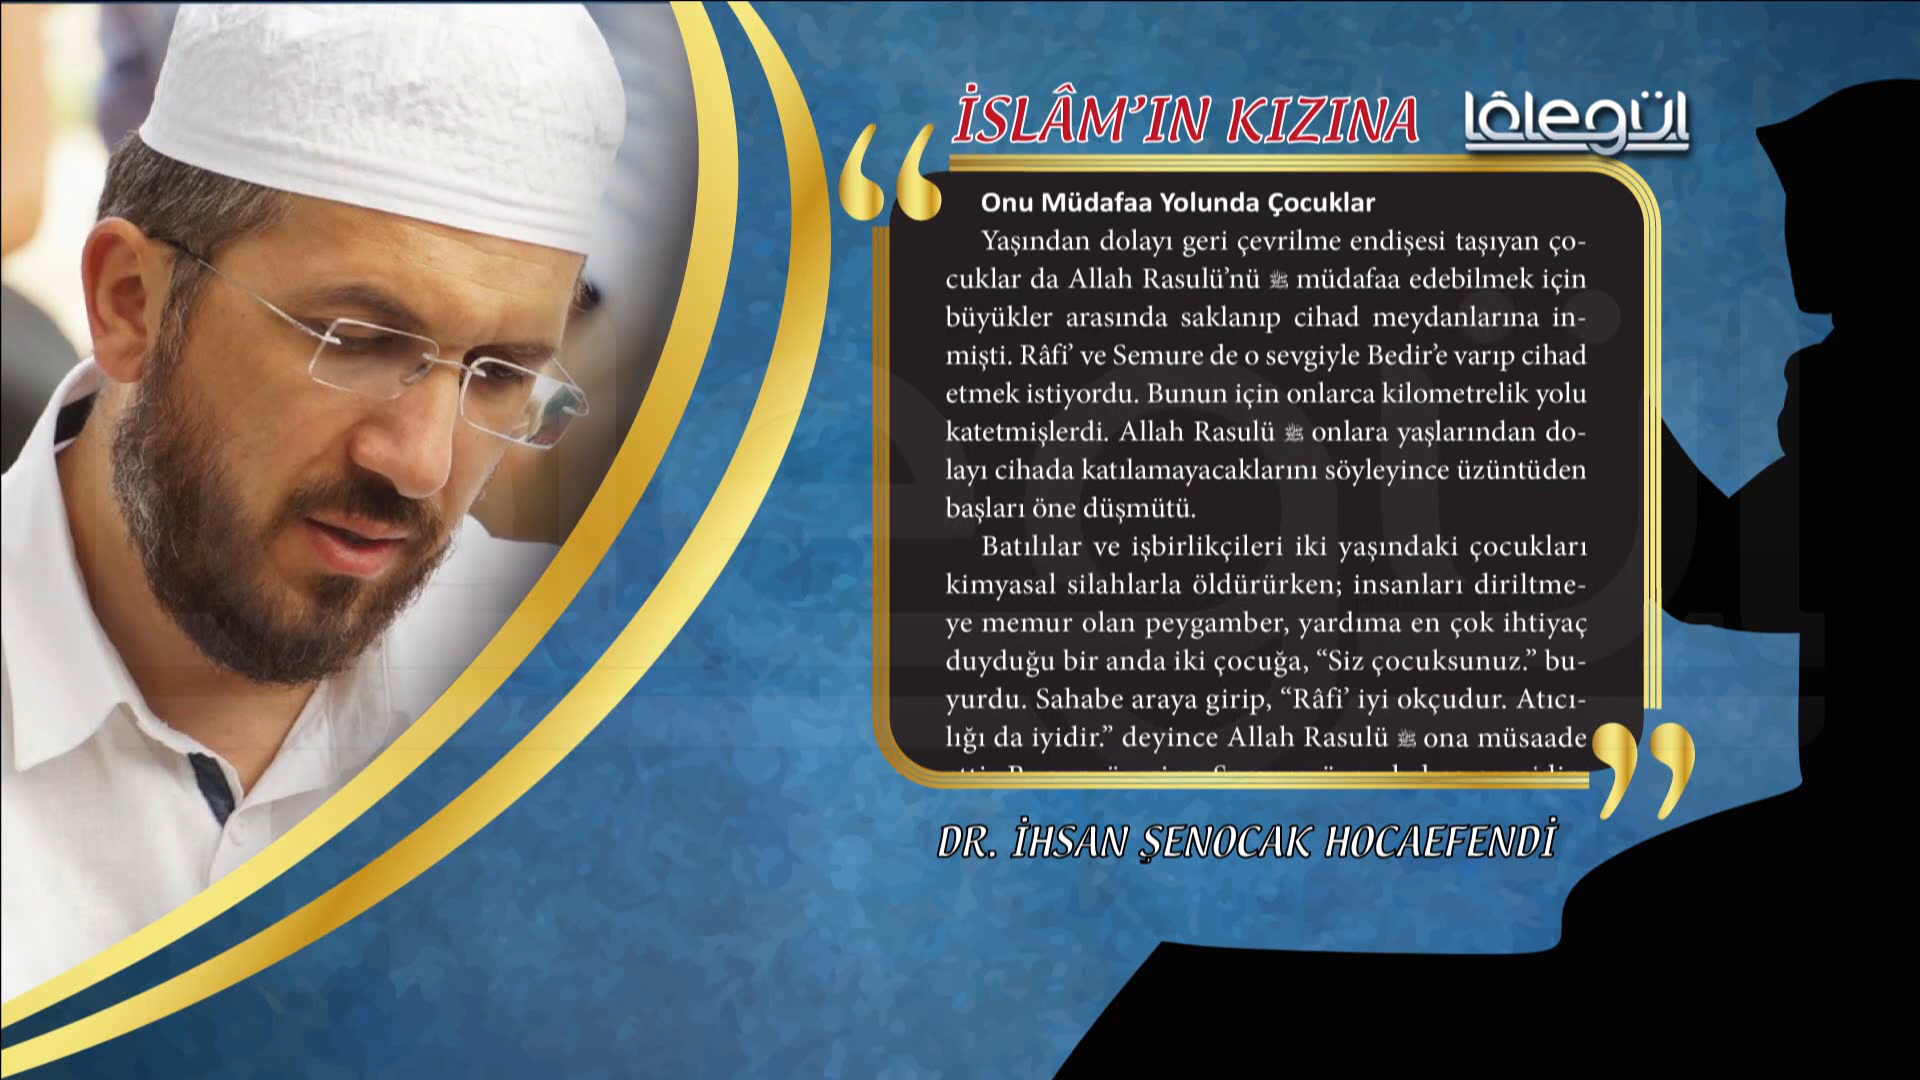 İSLÂM’IN KIZINA
lâlegül
Onu Müdafaa Yolunda Çocuklar
Yaşından dolayı geri çevrilme endişesi taşıyan ço-
cuklar da Allah Rasulü’nü ﷺ müdafaa edebilmek için
büyükler arasında saklanıp cihad meydanlarına in-
mişti. Râfi’ ve Semure de o sevgiyle Bedir’e varıp cihad
etmek istiyordu. Bunun için onlarca kilometrelik yolu
katetmişlerdi. Allah Rasulü ﷺ onlara yaşlarından do-
layı cihada katılamayacaklarını söyleyince üzüntüden
başları öne düşmütü.
Batılılar ve işbirlikçileri iki yaşındaki çocukları
kimyasal silahlarla öldürürken; insanları diriltme-
ye memur olan peygamber, yardıma en çok ihtiyaç
duyduğu bir anda iki çocuğa, “Siz çocuksunuz.” bu-
yurdu. Sahabe araya girip, “Râfi’ iyi okçudur. Atıcı-
lığı da iyidir.” deyince Allah Rasulü ﷺ ona müsaade
DR. İHSAN ŞENOCAK HOCAEFENDİ